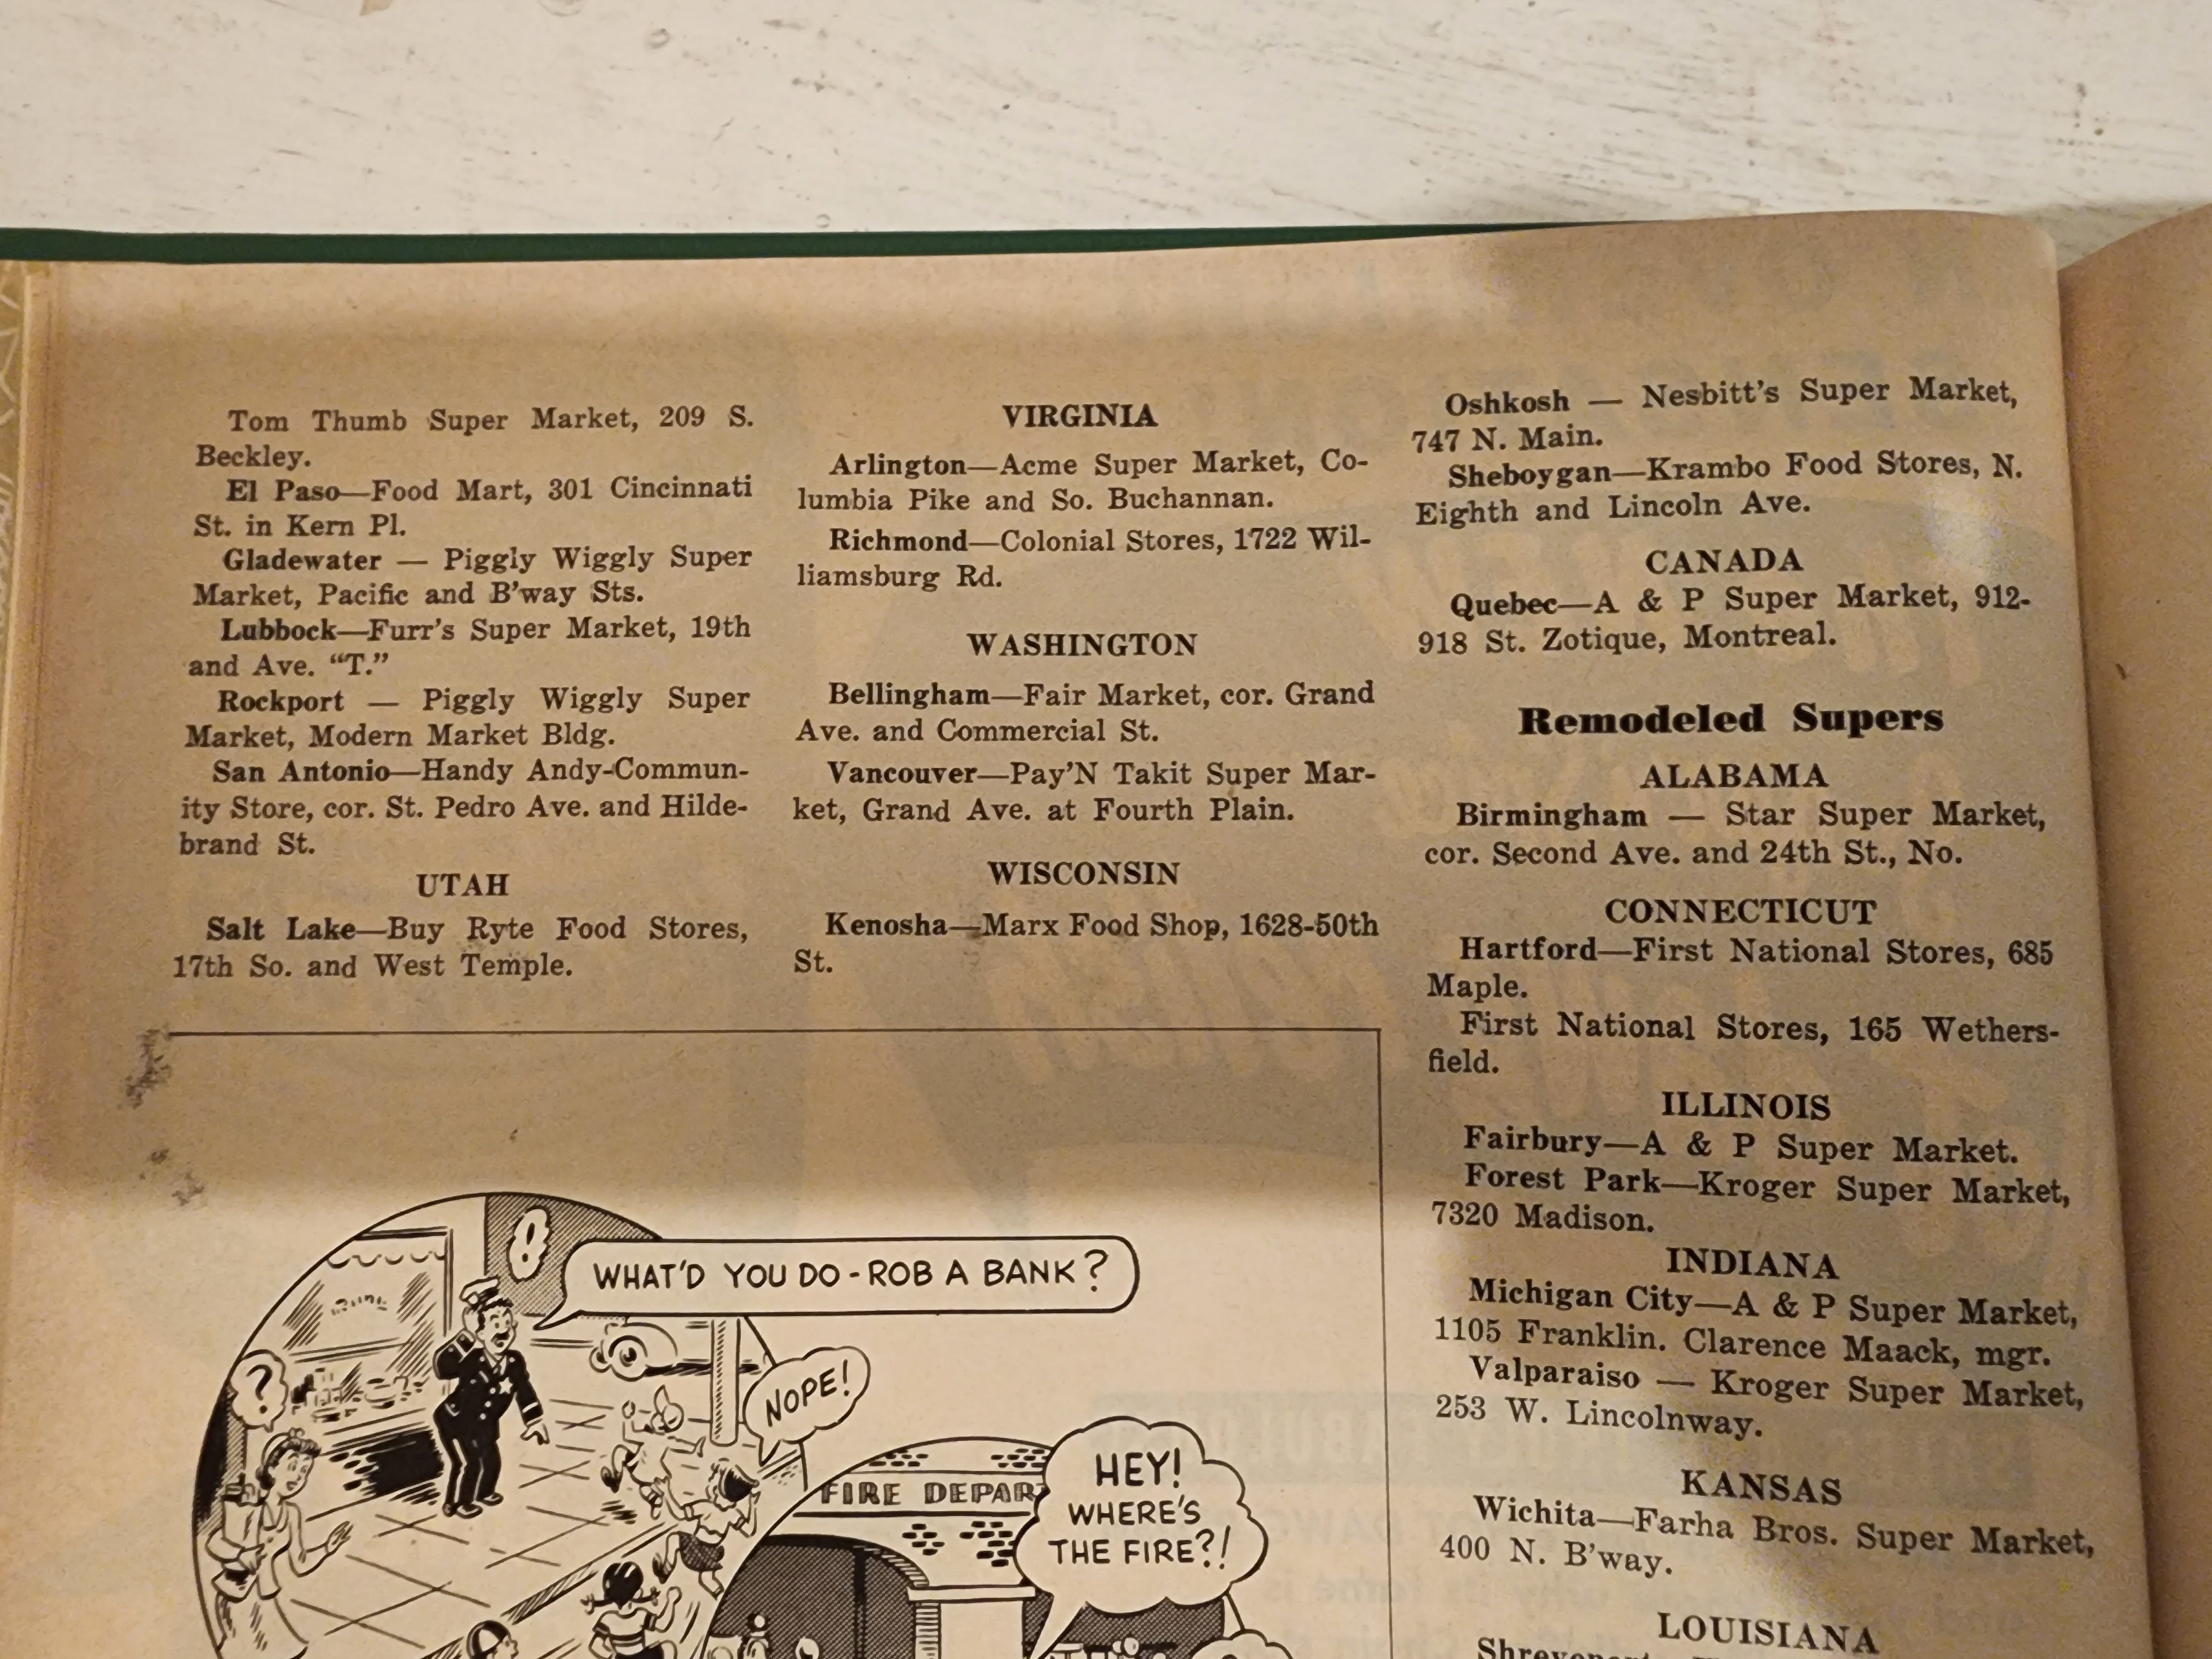 Tom Thumb Super Market, 209 S.
Beckley.
El Paso—Food Mart, 301 Cincinnati
St. in Kern Pl.
Gladewater — Piggly Wiggly Super
Market, Pacific and B'way Sts.
Lubbock—Furr's Super Market, 19th
and Ave. “T.”
Rockport — Piggly Wiggly Super
Market, Modern Market Bldg.
San Antonio—Handy Andy-Commun-
ity Store, cor. St. Pedro Ave. and Hilde-
brand St.
UTAH
Salt Lake—Buy Ryte Food Stores,
17th So. and West Temple.
VIRGINIA
Arlington—Acme Super Market, Co-
lumbia Pike and So. Buchannan.
Richmond—Colonial Stores, 1722 Wil-
liamsburg Rd.
WASHINGTON
Bellingham—Fair Market, cor. Grand
Ave. and Commercial St.
Vancouver—Pay'N Takit Super Mar-
ket, Grand Ave. at Fourth Plain.
WISCONSIN
Kenosha—Marx Food Shop, 1628-50th
St.
Oshkosh — Nesbitt's Super Market,
747 N. Main.
Sheboygan—Krambo Food Stores, N.
Eighth and Lincoln Ave.
CANADA
Quebec—A & P Super Market, 912-
918 St. Zotique, Montreal.
Remodeled Supers
ALABAMA
Birmingham — Star Super Market,
cor. Second Ave. and 24th St., No.
CONNECTICUT
Hartford—First National Stores, 685
Maple.
First National Stores, 165 Wethers-
field.
ILLINOIS
Fairbury—A & P Super Market.
Forest Park—Kroger Super Market,
7320 Madison.
INDIANA
Michigan City—A & P Super Market,
1105 Franklin. Clarence Maack, mgr.
Valparaiso — Kroger Super Market,
253 W. Lincolnway.
KANSAS
Wichita—Farha Bros. Super Market,
400 N. B'way.
LOUISIANA
!
WHAT'D YOU DO - ROB A BANK?
?
NOPE!
FIRE DEPAR
HEY!
WHERE'S
THE FIRE?!